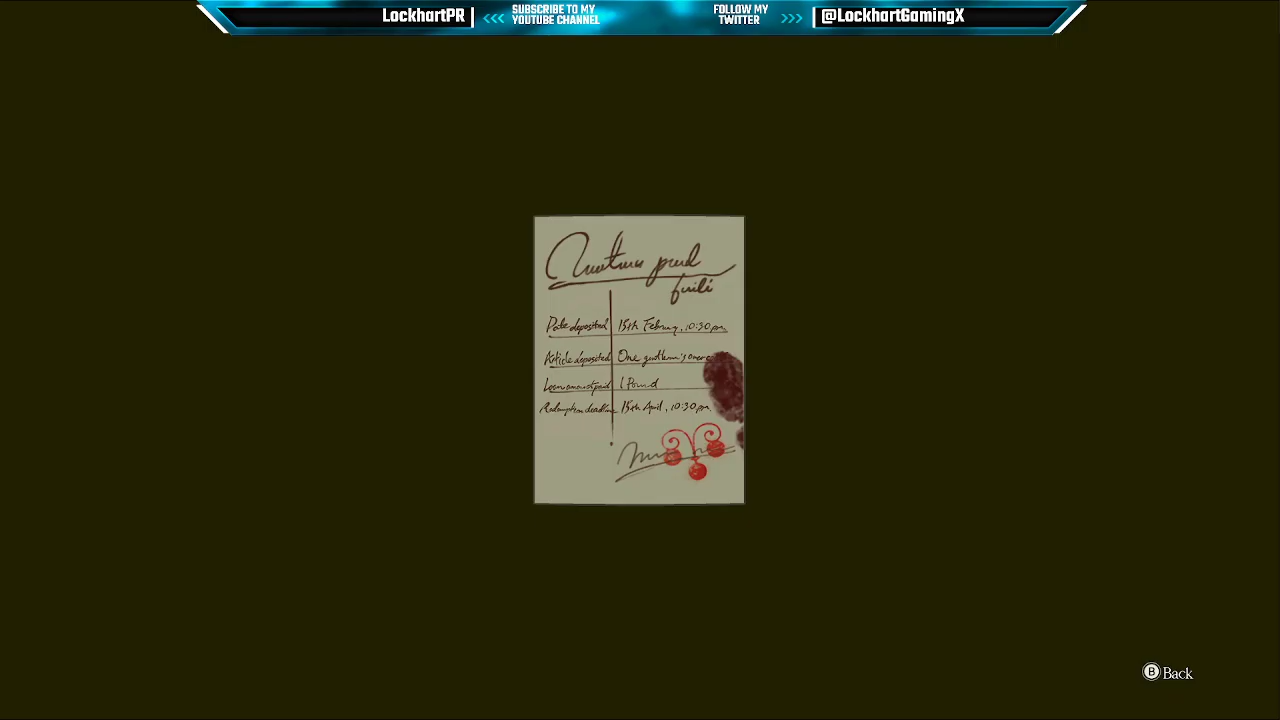 LockhartPR
SUBSCRIBE TO MY
YOUTUBE CHANNEL
FOLLOW MY
TWITTER
@LockhartGamingX
Date deposited 15th February, 10:30pm
Article deposited One
Loan amount paid 1 Pound
Redemption deadline 15th April, 10:30pm
B Back